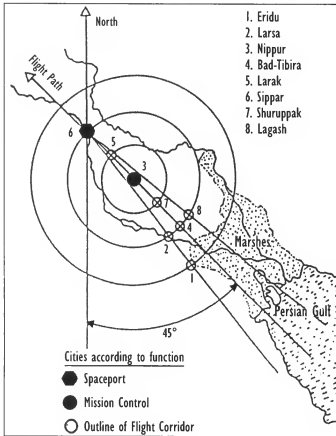 North
Flight Path
1. Eridu
2. Larsa
3. Nippur
4. Bad-Tibira
5. Larak
6. Sippar
7. Shuruppak
8. Lagash
6
5
3
7
8
4
2
1
Marshes
Persian Gulf
45°
Cities according to function
Spaceport
Mission Control
Outline of Flight Corridor